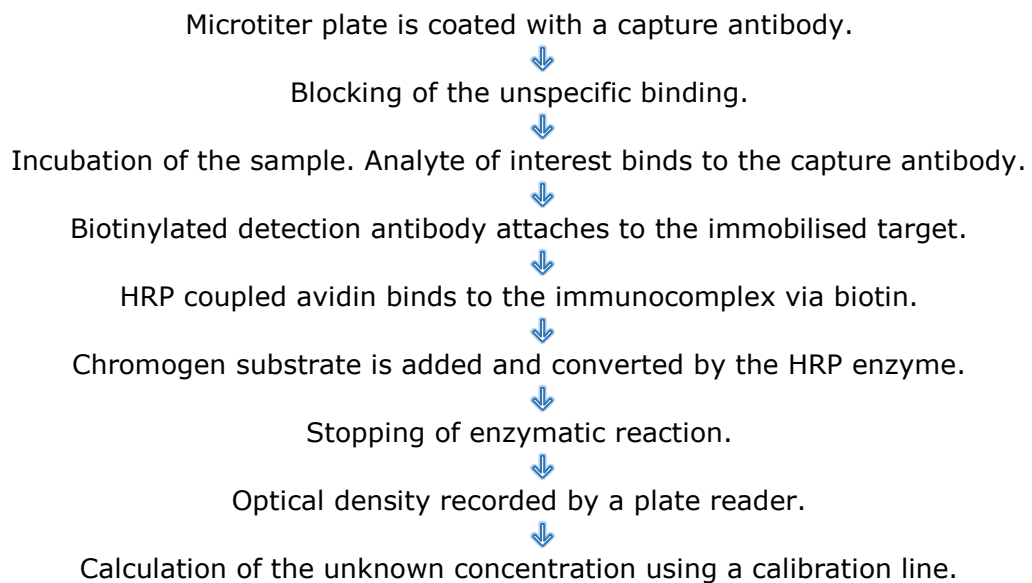 Microtiter plate is coated with a capture antibody.
Blocking of the unspecific binding.
Incubation of the sample. Analyte of interest binds to the capture antibody.
Biotinylated detection antibody attaches to the immobilised target.
HRP coupled avidin binds to the immunocomplex via biotin.
Chromogen substrate is added and converted by the HRP enzyme.
Stopping of enzymatic reaction.
Optical density recorded by a plate reader.
Calculation of the unknown concentration using a calibration line.